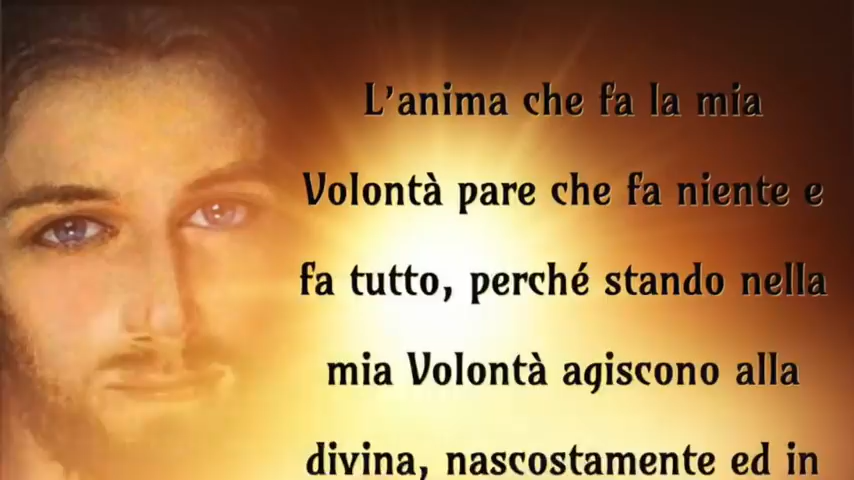 L'anima che fa la mia
Volontà pare che fa niente e
fa tutto, perché stando nella
mia Volontà agiscono alla
divina, nascostamente ed in